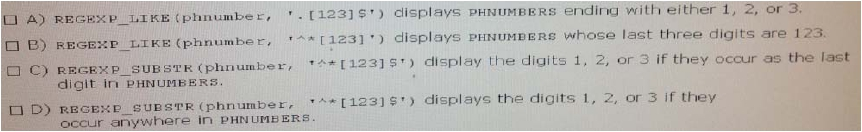 ☐ A) REGEXP_LIKE(phnumber, '.[123]$') displays PHNUMBERS ending with either 1, 2, or 3.
☐ B) REGEXP_LIKE(phnumber, '^*[123]') displays PHNUMBERS whose last three digits are 123.
☐ C) REGEXP_SUBSTR(phnumber, '^*[123]$') display the digits 1, 2, or 3 if they occur as the last
digit in PHNUMBERS.
☐ D) REGEXP_SUBSTR(phnumber, '^*[123]$') displays the digits 1, 2, or 3 if they
occur anywhere in PHNUMBERS.